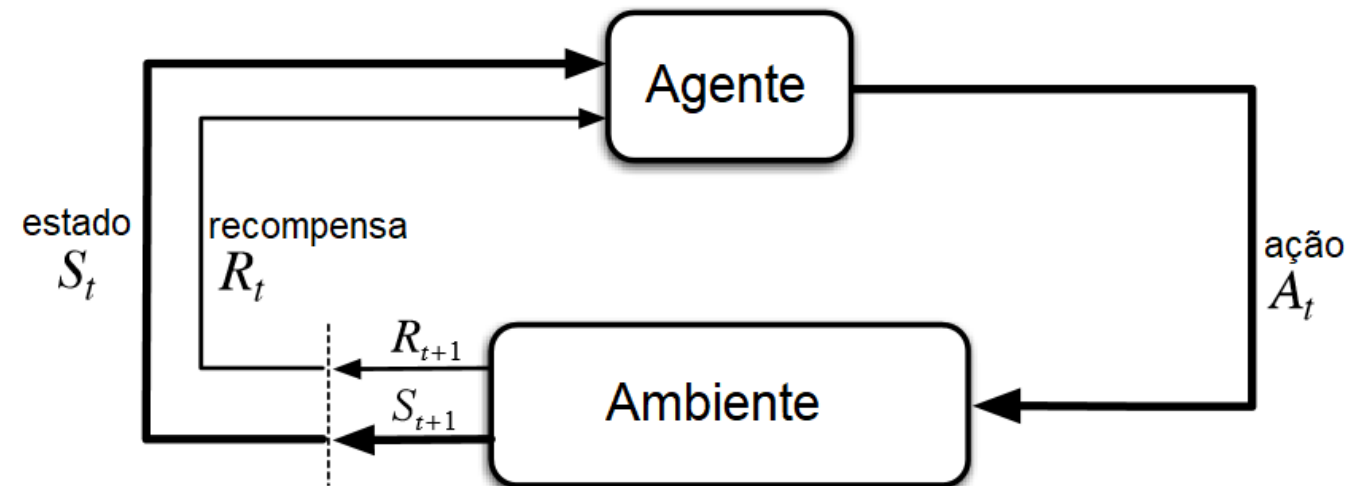 Agente
estado
S_t
recompensa
R_t
ação
A_t
R_{t+1}
S_{t+1}
Ambiente